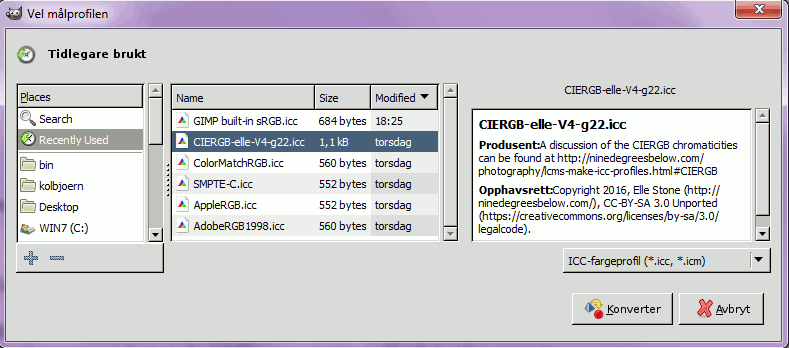 Vel målprofilen
Tidlegare brukt
Places
Search
Recently Used
bin
kolbjoern
Desktop
WIN7 (C:)
Name Size Modified
GIMP built-in sRGB.icc 684 bytes 18:25
CIERGB-elle-V4-g22.icc 1,1 kB torsdag
ColorMatchRGB.icc 560 bytes torsdag
SMPTE-C.icc 552 bytes torsdag
AppleRGB.icc 552 bytes torsdag
AdobeRGB1998.icc 560 bytes torsdag
CIERGB-elle-V4-g22.icc
CIERGB-elle-V4-g22.icc
Produsent:A discussion of the CIERGB chromaticities
can be found at http://ninedegreesbelow.com/
photography/lcms-make-icc-profiles.html#CIERGB
Opphavsrett:Copyright 2016, Elle Stone (http://
ninedegreesbelow.com/), CC-BY-SA 3.0 Unported
(https://creativecommons.org/licenses/by-sa/3.0/
legalcode).
ICC-fargeprofil (*.icc, *.icm)
Konverter
Avbryt